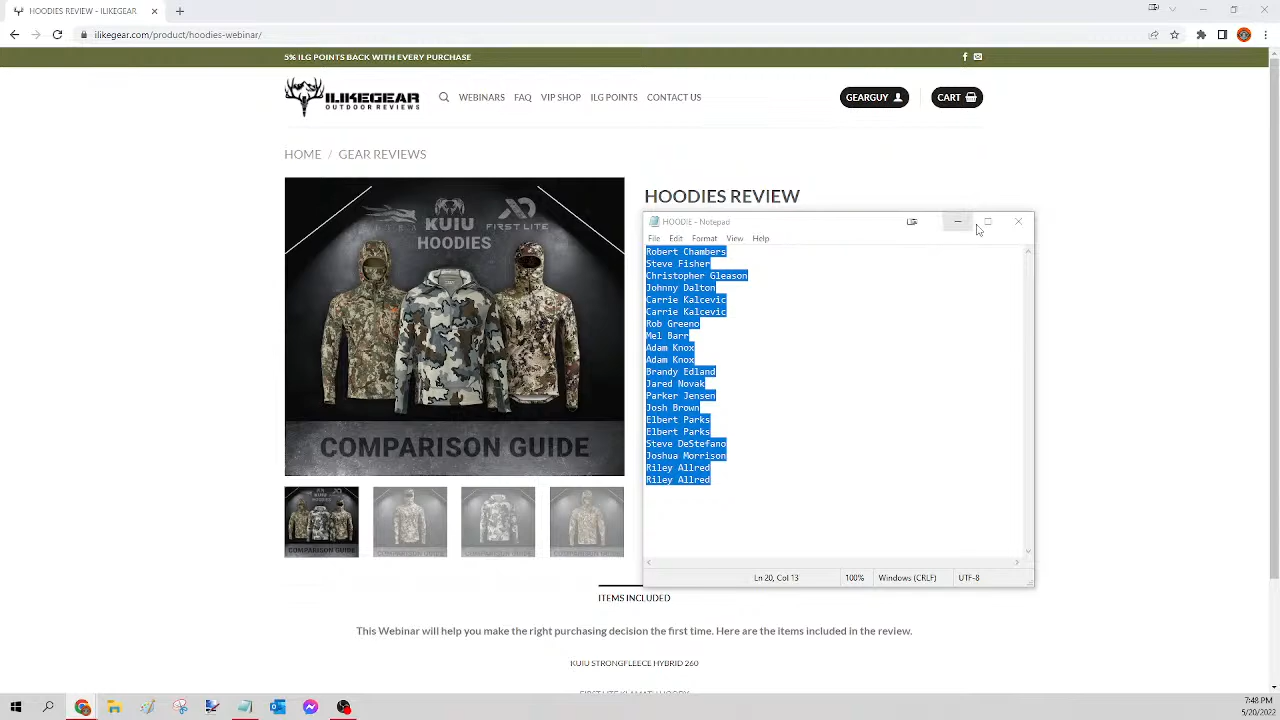 HOODIES REVIEW - ILIKEGEAR
ilikegear.com/product/hoodies-webinar/
5% ILG POINTS BACK WITH EVERY PURCHASE
ILIKEGEAR
OUTDOOR REVIEWS
WEBINARS FAQ VIP SHOP ILG POINTS CONTACT US
GEARGUY
CART
HOME / GEAR REVIEWS
HOODIES REVIEW
KUIU
FIRST LITE
HOODIES
COMPARISON GUIDE
HOODIE - Notepad
File Edit Format View Help
Robert Chambers
Steve Fisher
Christopher Gleason
Johnny Dalton
Carrie Kalcevic
Carrie Kalcevic
Rob Greeno
Mel Barr
Adam Knox
Adam Knox
Brandy Edland
Jared Novak
Parker Jensen
Josh Brown
Elbert Parks
Elbert Parks
Steve DeStefano
Joshua Morrison
Riley Allred
Riley Allred
Ln 20, Col 13 100% Windows (CRLF) UTF-8
COMPARISON GUIDE
ITEMS INCLUDED
This Webinar will help you make the right purchasing decision the first time. Here are the items included in the review.
KUIU STRONGFLEECE HYBRID 260
7:48 PM
5/20/2022